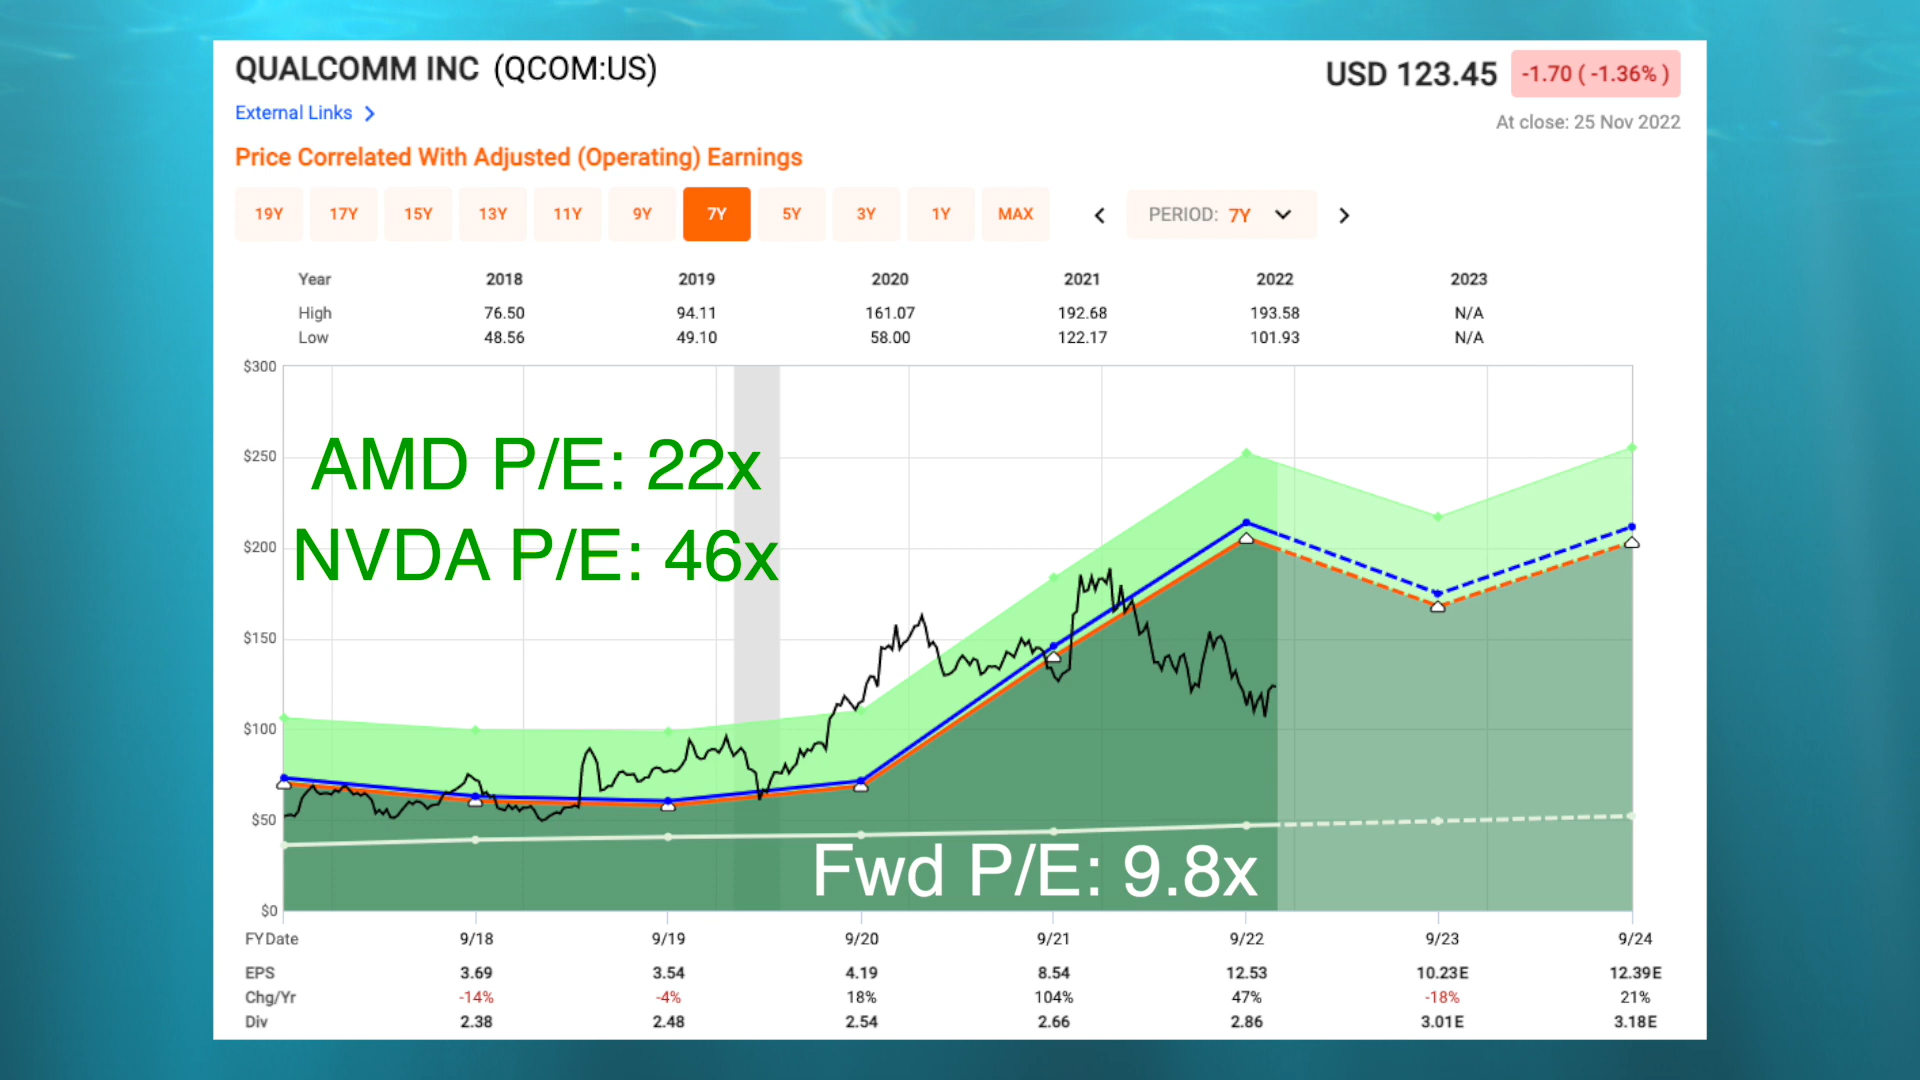 QUALCOMM INC (QCOM:US)
USD 123.45 -1.70 ( -1.36% )
External Links
At close: 25 Nov 2022
Price Correlated With Adjusted (Operating) Earnings
19Y 17Y 15Y 13Y 11Y 9Y 7Y 5Y 3Y 1Y MAX PERIOD: 7Y
Year 2018 2019 2020 2021 2022 2023
High 76.50 94.11 161.07 192.68 193.58 N/A
Low 48.56 49.10 58.00 122.17 101.93 N/A
$300
$250
$200
$150
$100
$50
$0
AMD P/E: 22x
NVDA P/E: 46x
Fwd P/E: 9.8x
FY Date 9/18 9/19 9/20 9/21 9/22 9/23 9/24
EPS 3.69 3.54 4.19 8.54 12.53 10.23E 12.39E
Chg/Yr -14% -4% 18% 104% 47% -18% 21%
Div 2.38 2.48 2.54 2.66 2.86 3.01E 3.18E